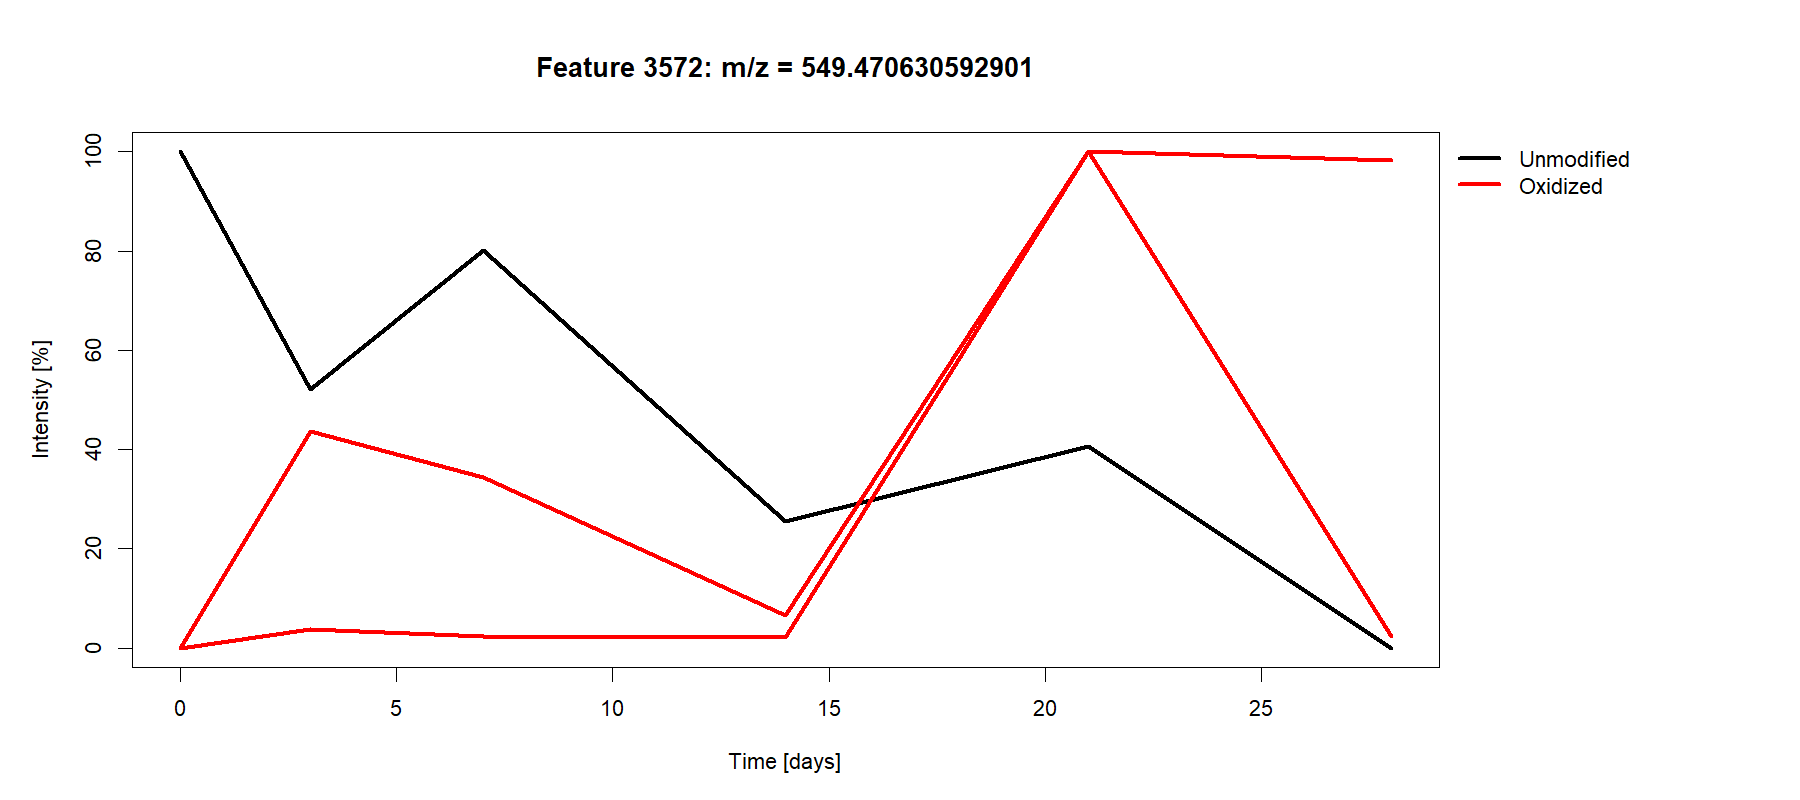 Feature 3572: m/z = 549.470630592901
Unmodified
Oxidized
100
80
60
40
20
0
Intensity [%]
0 5 10 15 20 25
Time [days]